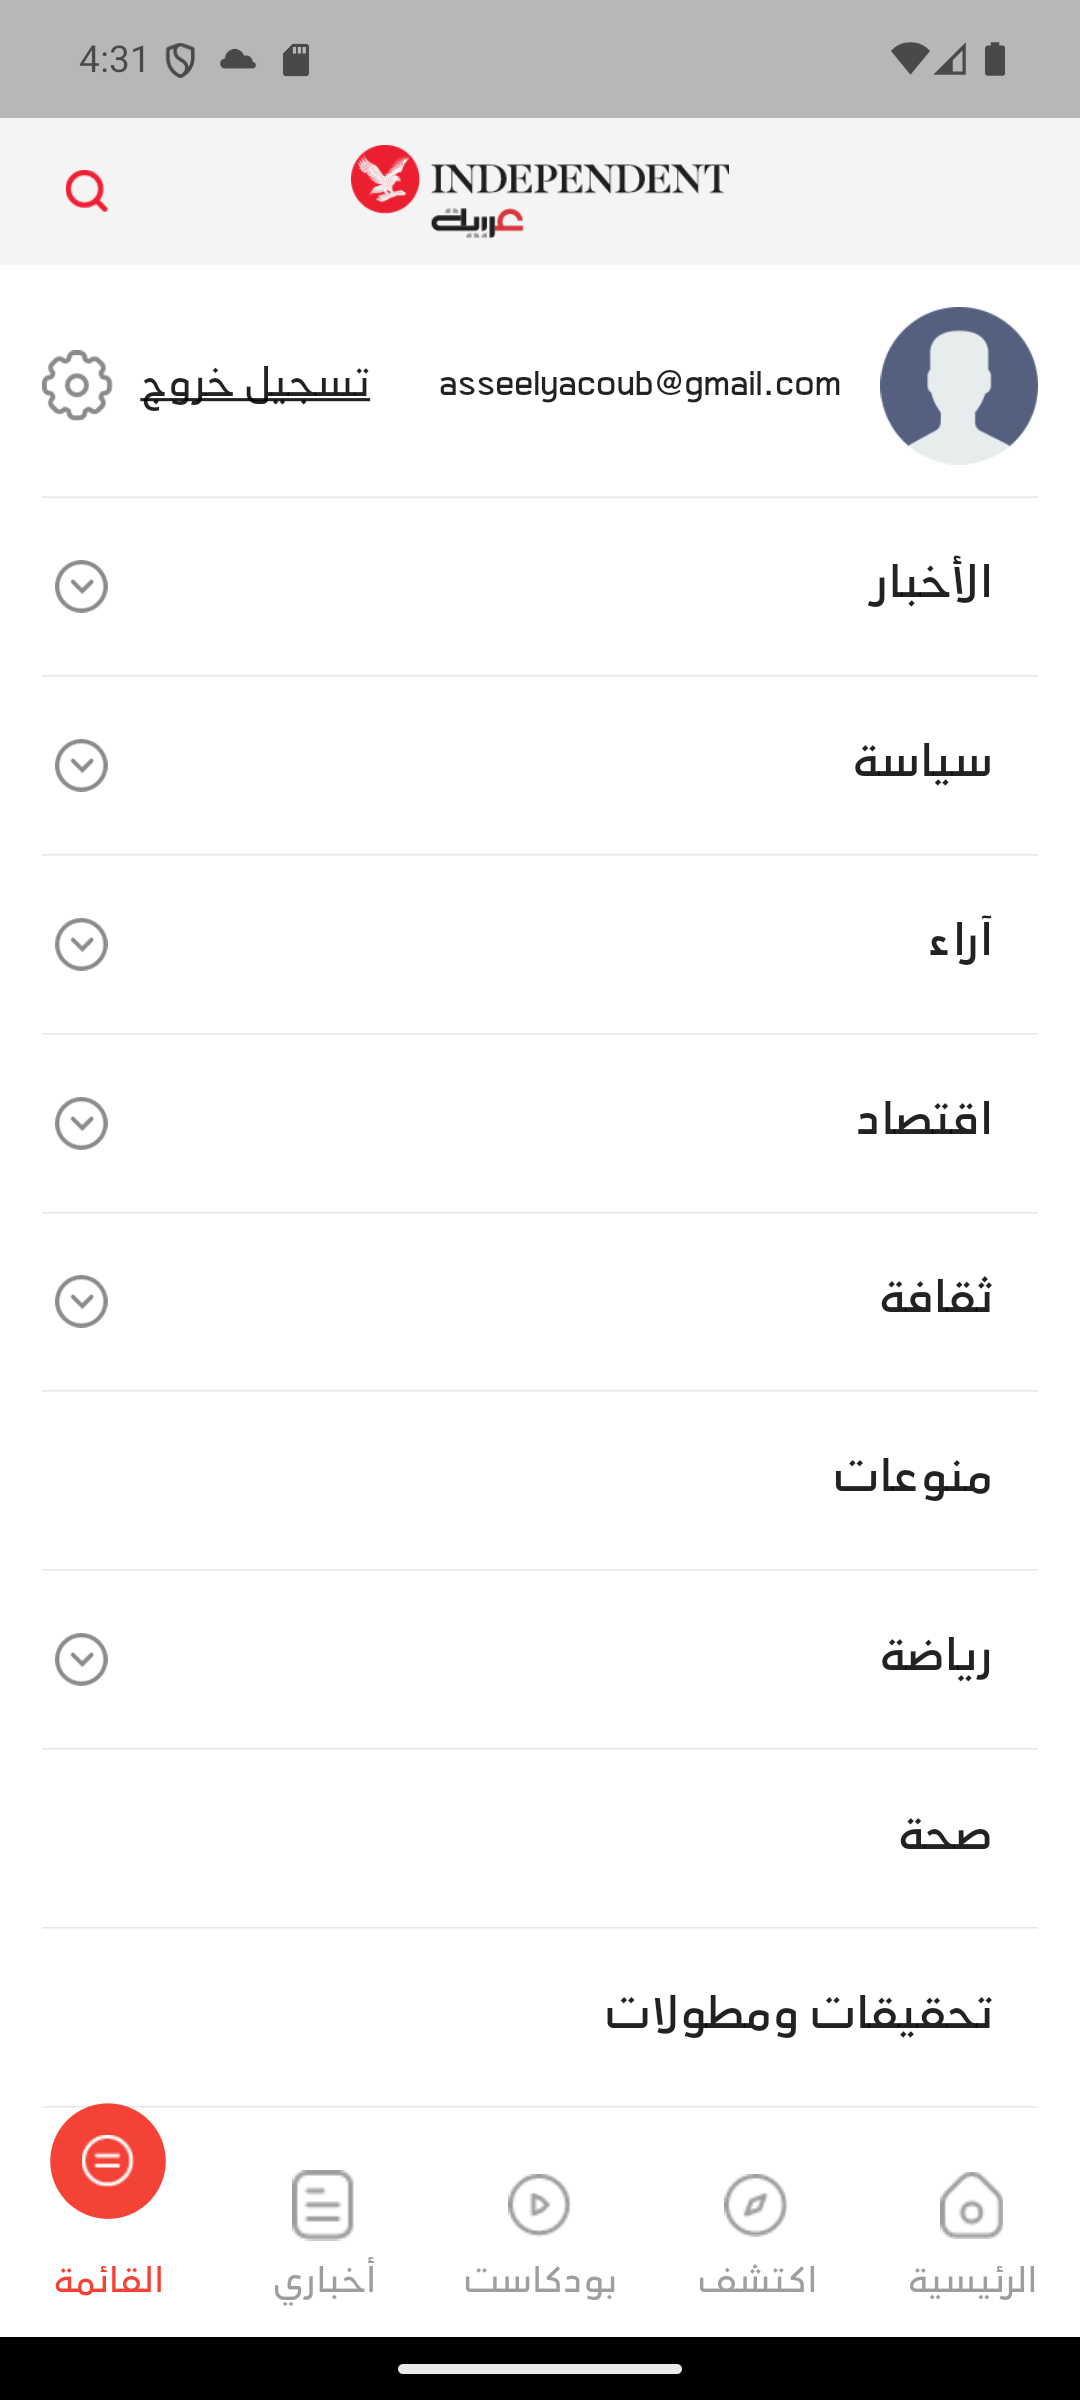 4:31
INDEPENDENT
عربية
asseelyacoub@gmail.com
تسجيل خروج
الأخبار
سياسة
آراء
اقتصاد
ثقافة
منوعات
رياضة
صحة
تحقيقات ومطولات
الرئيسية
اكتشف
بودكاست
أخباري
القائمة